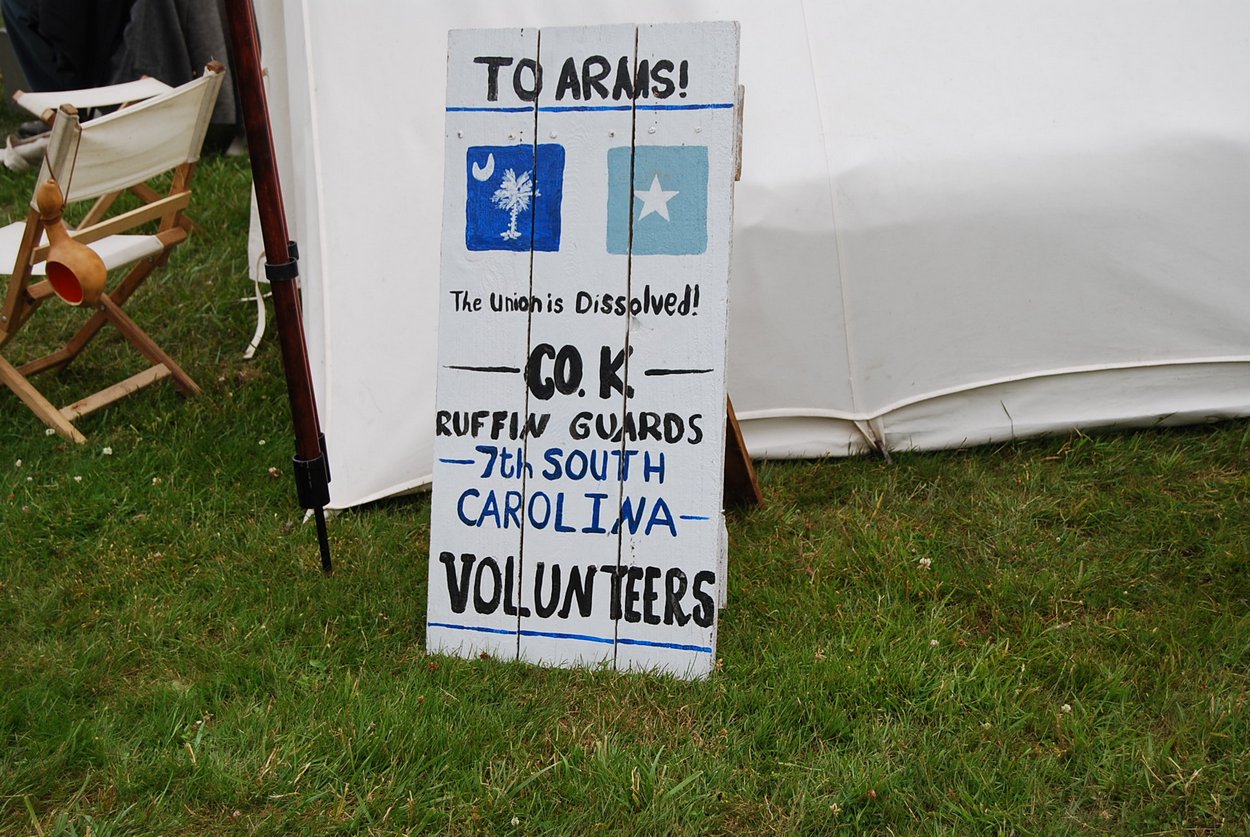 TO ARMS!
The Union is Dissolved!
CO. K
RUFFIN GUARDS
7th SOUTH
CAROLINA
VOLUNTEERS